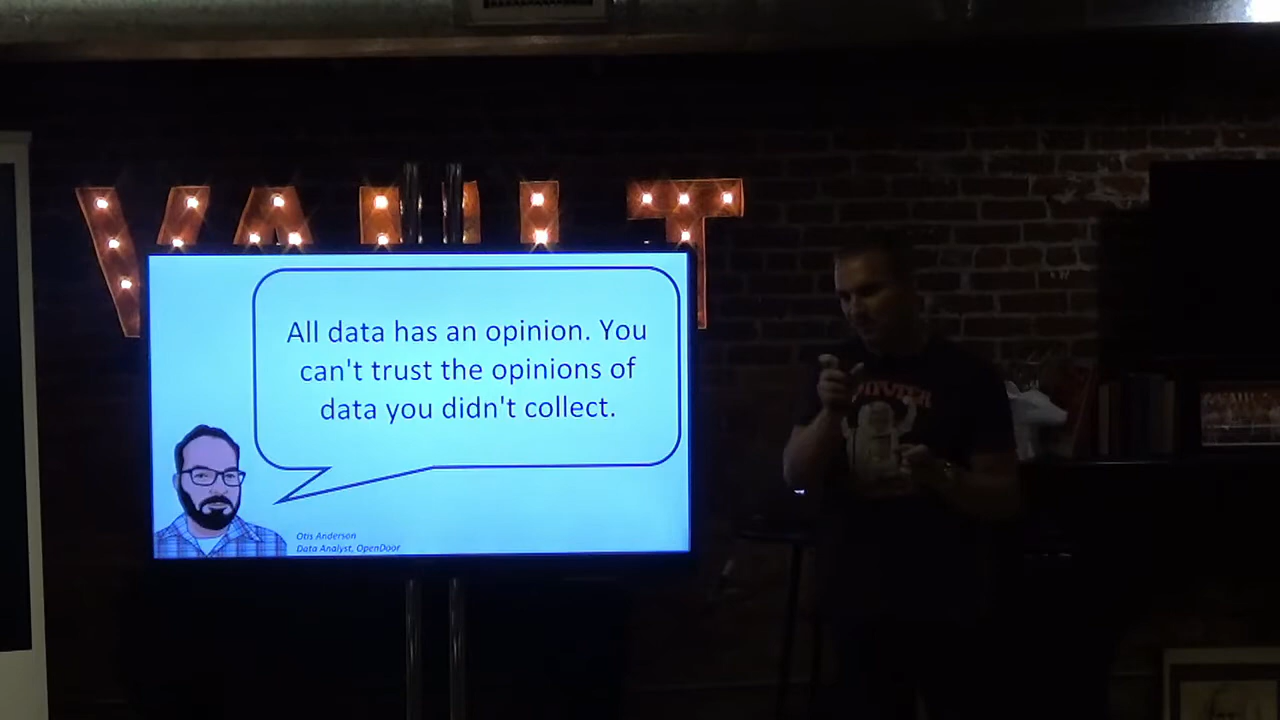 VAULT
All data has an opinion. You
can't trust the opinions of
data you didn't collect.
Otis Anderson
Data Analyst, OpenDoor